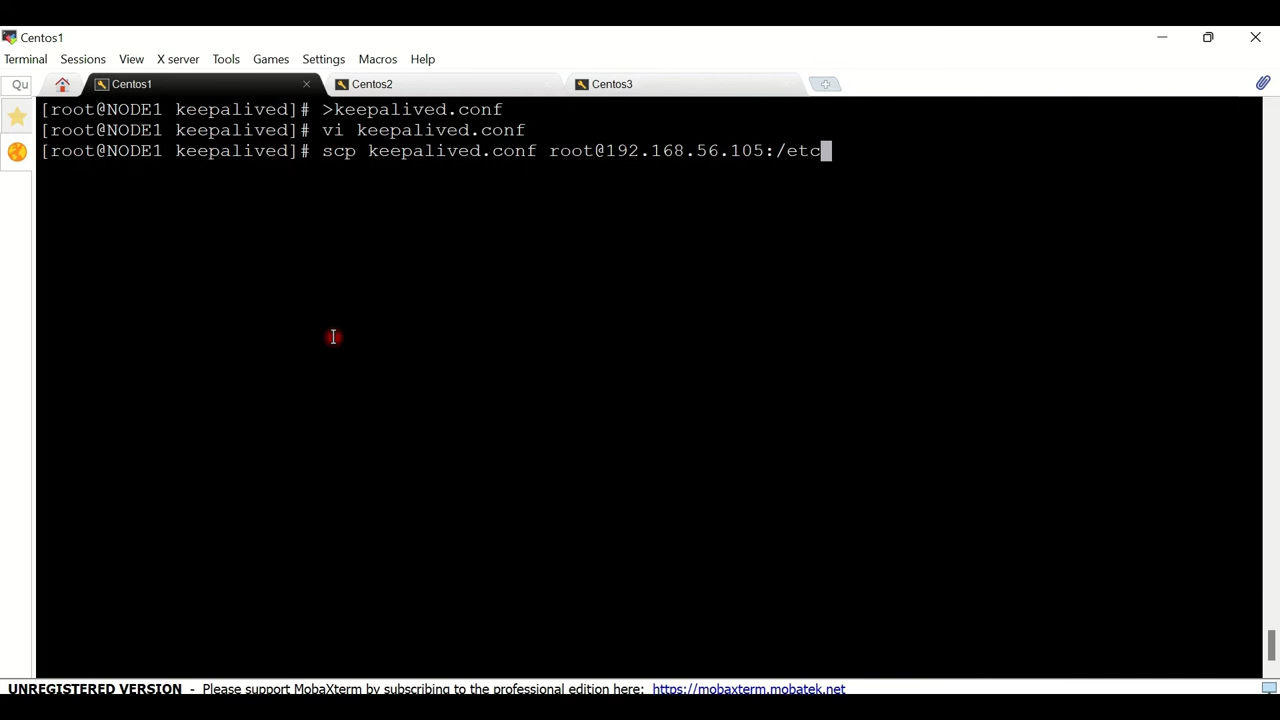 Centos1
Terminal Sessions View X server Tools Games Settings Macros Help
Qu
Centos1 Centos2 Centos3
[root@NODE1 keepalived]# >keepalived.conf
[root@NODE1 keepalived]# vi keepalived.conf
[root@NODE1 keepalived]# scp keepalived.conf root@192.168.56.105:/etc
UNREGISTERED VERSION - Please support MobaXterm by subscribing to the professional edition here: https://mobaxterm.mobatek.net